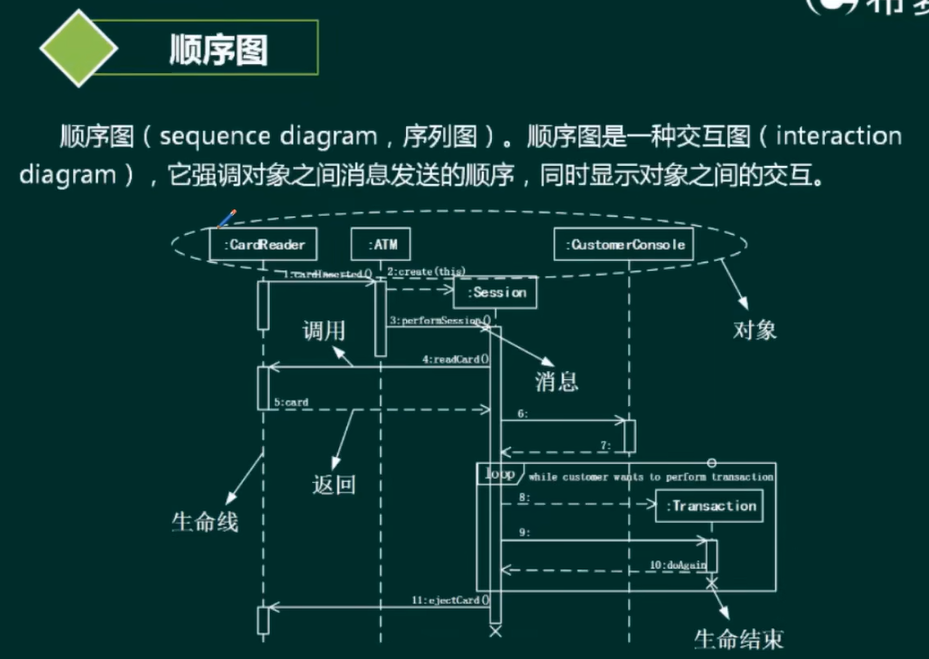 顺序图
顺序图（sequence diagram，序列图）。顺序图是一种交互图（interaction
diagram），它强调对象之间消息发送的顺序，同时显示对象之间的交互。
:CardReader
:ATM
:CustomerConsole
1:cardInserted()
2:create(this)
:Session
对象
3:performSession()
调用
4:readCard()
消息
5:card
6:
7:
返回
loop
while customer wants to perform transaction
8:
:Transaction
生命线
9:
10:doAgain
11:ejectCard()
生命结束